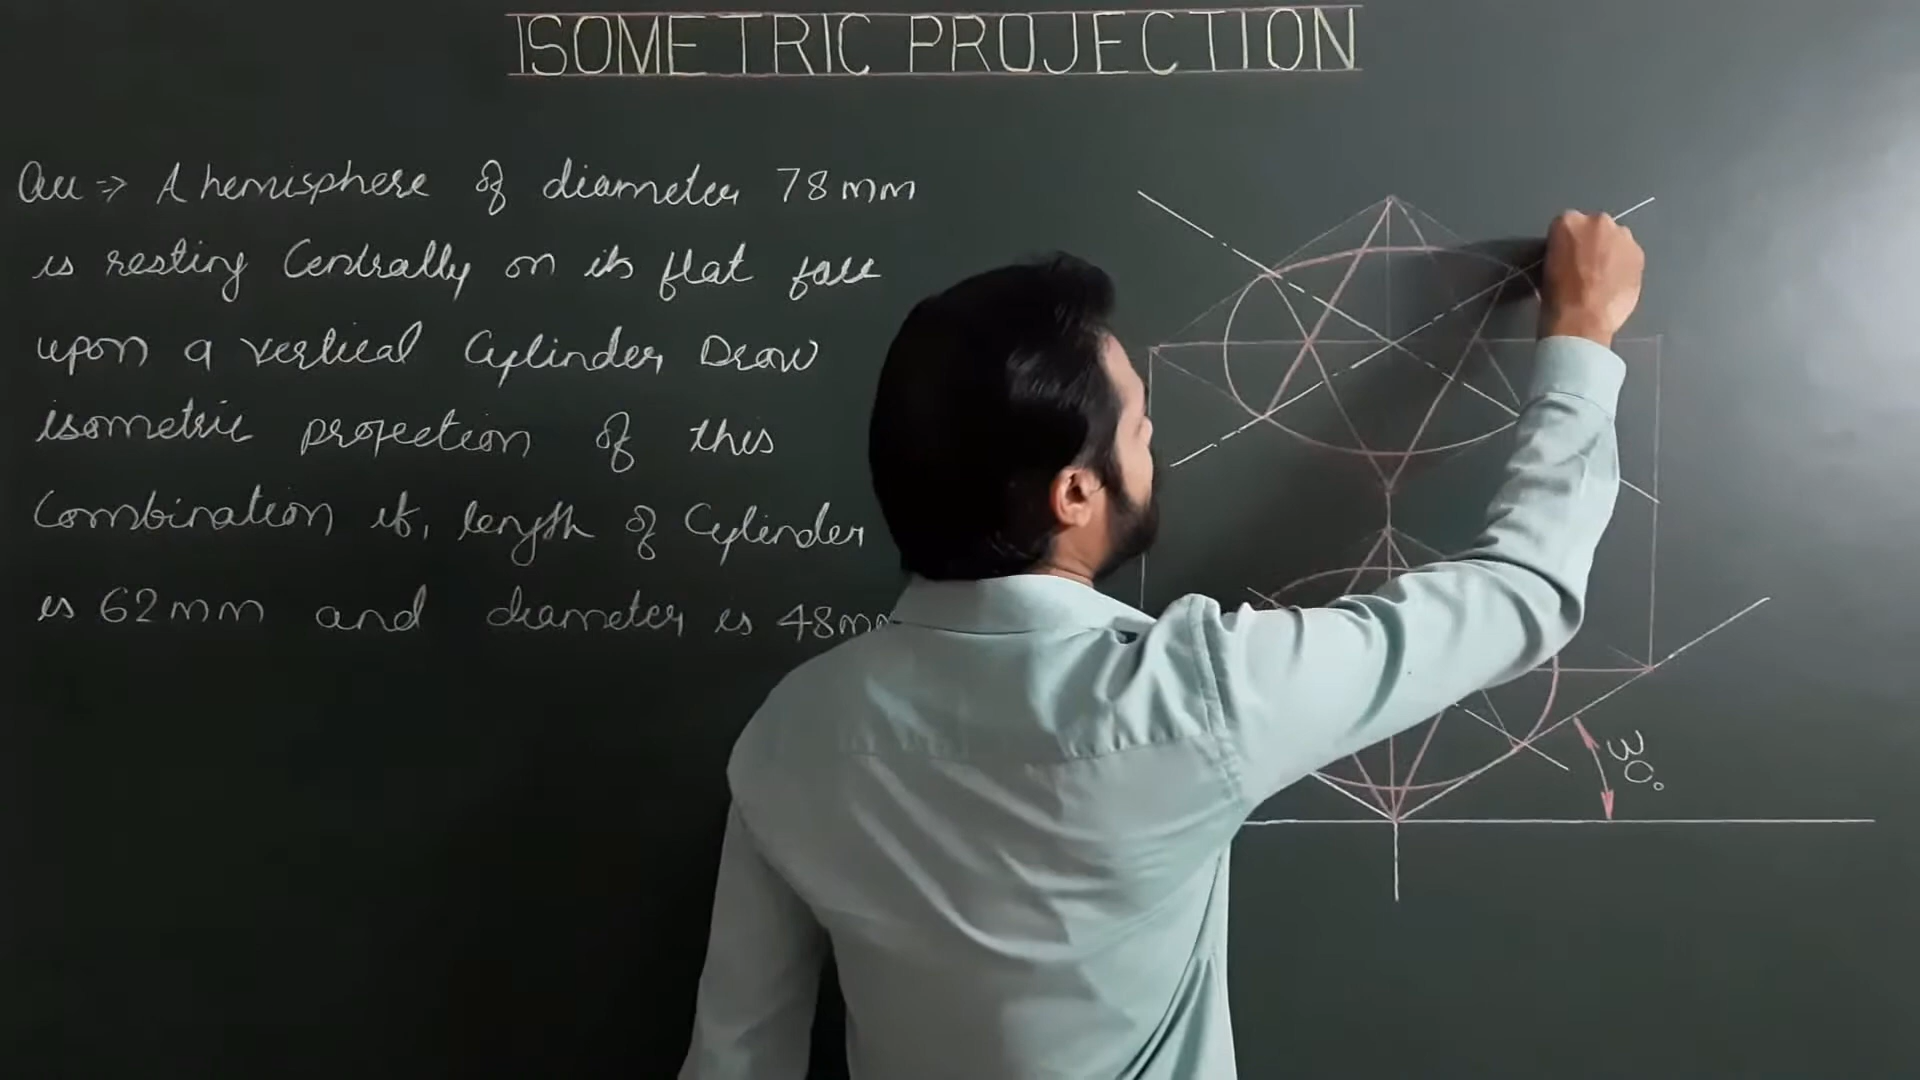 ISOMETRIC PROJECTION
Qu ⇒ A hemisphere of diameter 78 mm
is resting Centrally on its flat face
upon a vertical Cylinder Draw
isometric projection of this
Combination if, length of Cylinder
is 62 mm and diameter is 48mm
30°